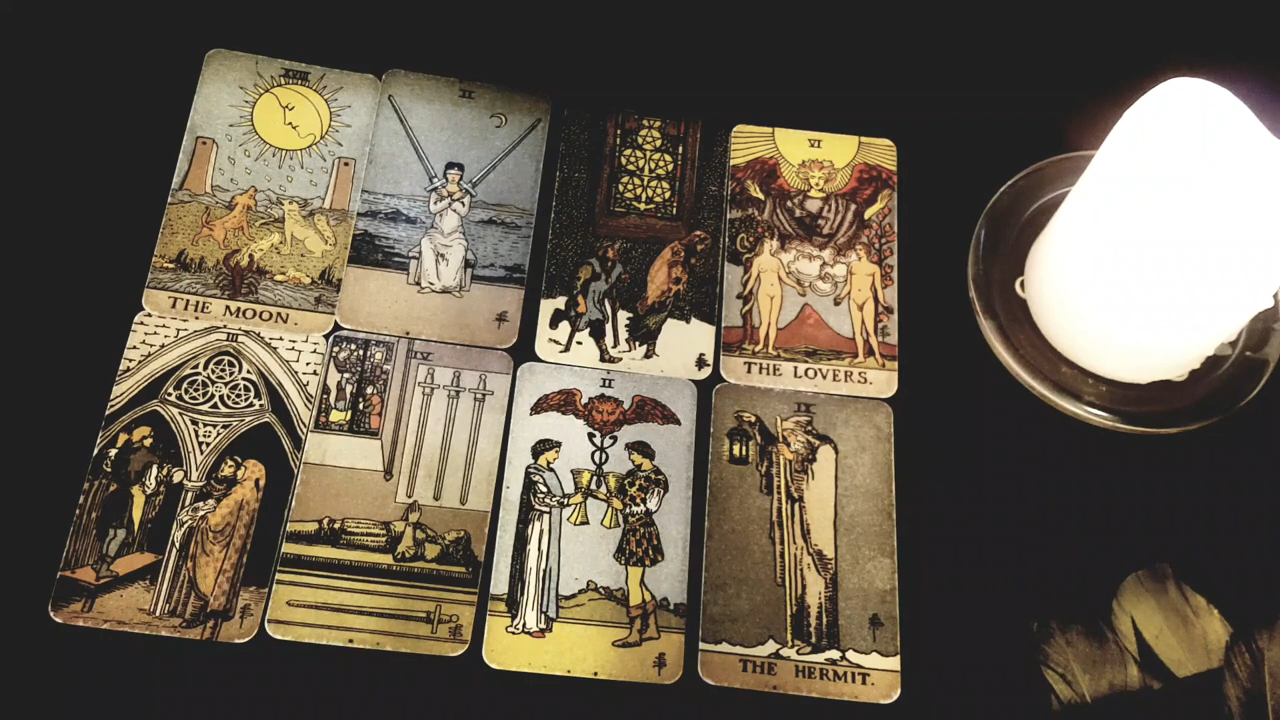 XVIII
THE MOON.
II
VI
THE LOVERS.
III
IV
II
IX
THE HERMIT.